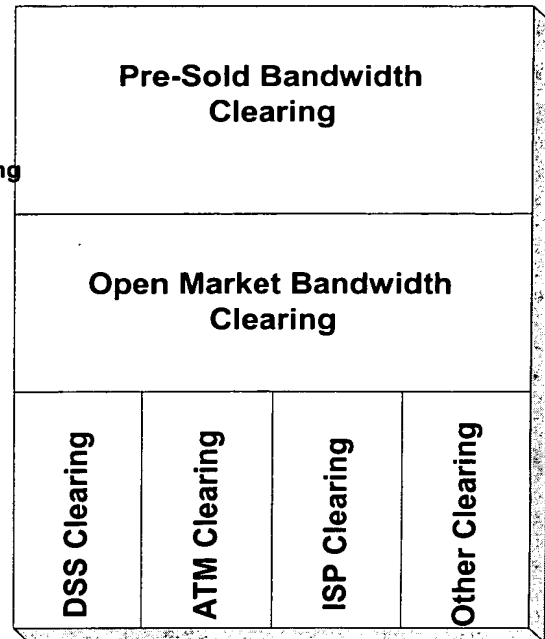 Pre-Sold Bandwidth
Clearing
Open Market Bandwidth
Clearing
DSS Clearing
ATM Clearing
ISP Clearing
Other Clearing